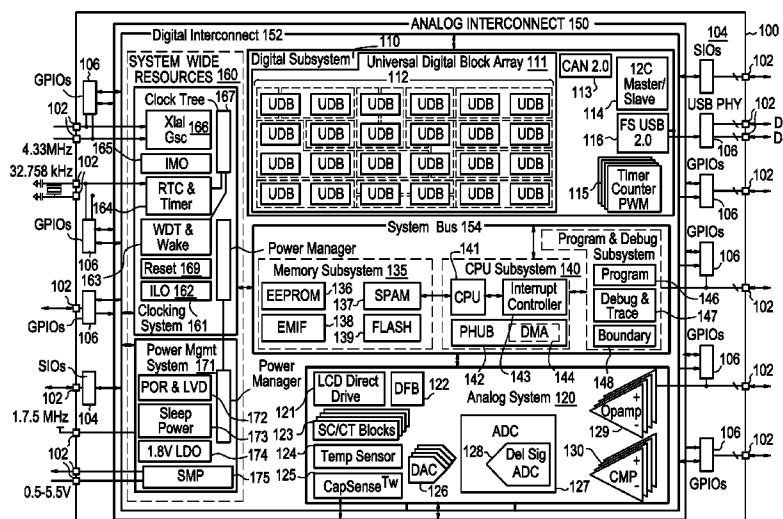 ANALOG INTERCONNECT 150
Digital Interconnect 152
104
100
SYSTEM WIDE
RESOURCES 160
167
Clock Tree
Xlal
Gsc 166
165
IMO
RTC &
Timer
164
WDT &
Wake
163
Reset 169
ILO 162
Clocking
System 161
Power Mgmt
System 171
POR & LVD
172
Sleep
Power
173
1.8V LDO
174
SMP
175
Power Manager
Power
Manager
106
GPIOs
102
4.33MHz
102
32.758 kHz
GPIOs
106
102
GPIOs
106
SIOs
102
104
1.7.5 MHz
102
0.5-5.5V
Digital Subsystem
110
Universal Digital Block Array 111
112
UDB UDB UDB UDB UDB UDB
UDB UDB UDB UDB UDB UDB
UDB UDB UDB UDB UDB UDB
UDB UDB UDB UDB UDB UDB
CAN 2.0
113
12C
Master/
Slave
114
FS USB
2.0
116
115
Timer
Counter
PWM
System Bus 154
Memory Subsystem 135
EEPROM
136
137
SPAM
EMIF
138
139
FLASH
141
CPU Subsystem 140
CPU
Interrupt
Controller
PHUB
DMA
142
143
144
Program & Debug
Subsystem
Program
146
Debug &
Trace
147
Boundary
148
121
LCD Direct
Drive
DFB
122
Analog System 120
123
SC/CT Blocks
124
Temp Sensor
125
CapSense Tw
DAC
126
ADC
128
Del Sig
ADC
127
+
Opamp
-
129
130
+
CMP
-
SIOs
102
USB PHY
102
D
D
106
GPIOs
102
106
GPIOs
106
102
GPIOs
106
102
106
102
GPIOs